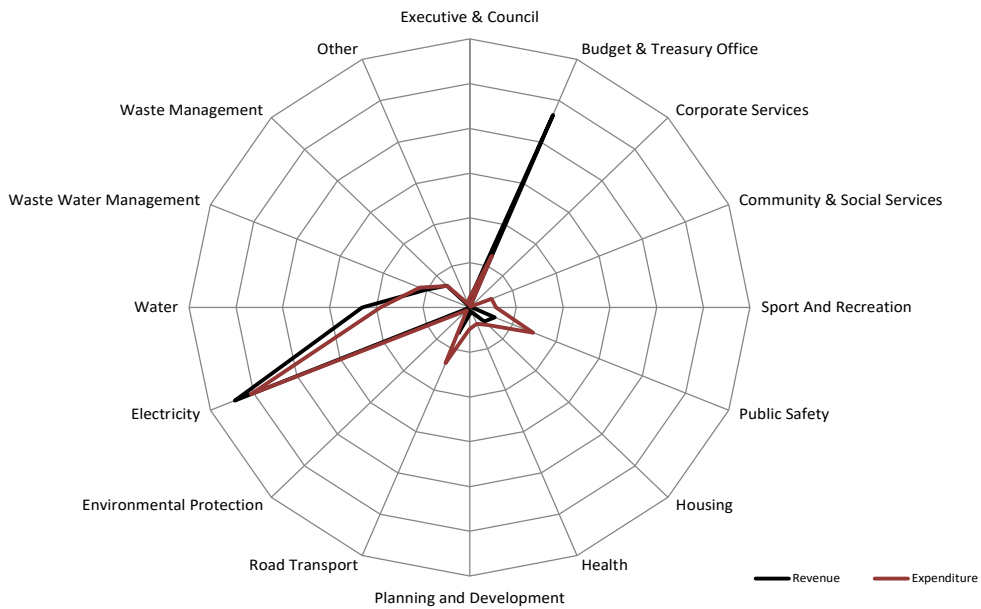 Executive & Council
Other
Budget & Treasury Office
Waste Management
Corporate Services
Waste Water Management
Community & Social Services
Water
Sport And Recreation
Electricity
Public Safety
Environmental Protection
Housing
Road Transport
Health
Planning and Development
Revenue
Expenditure